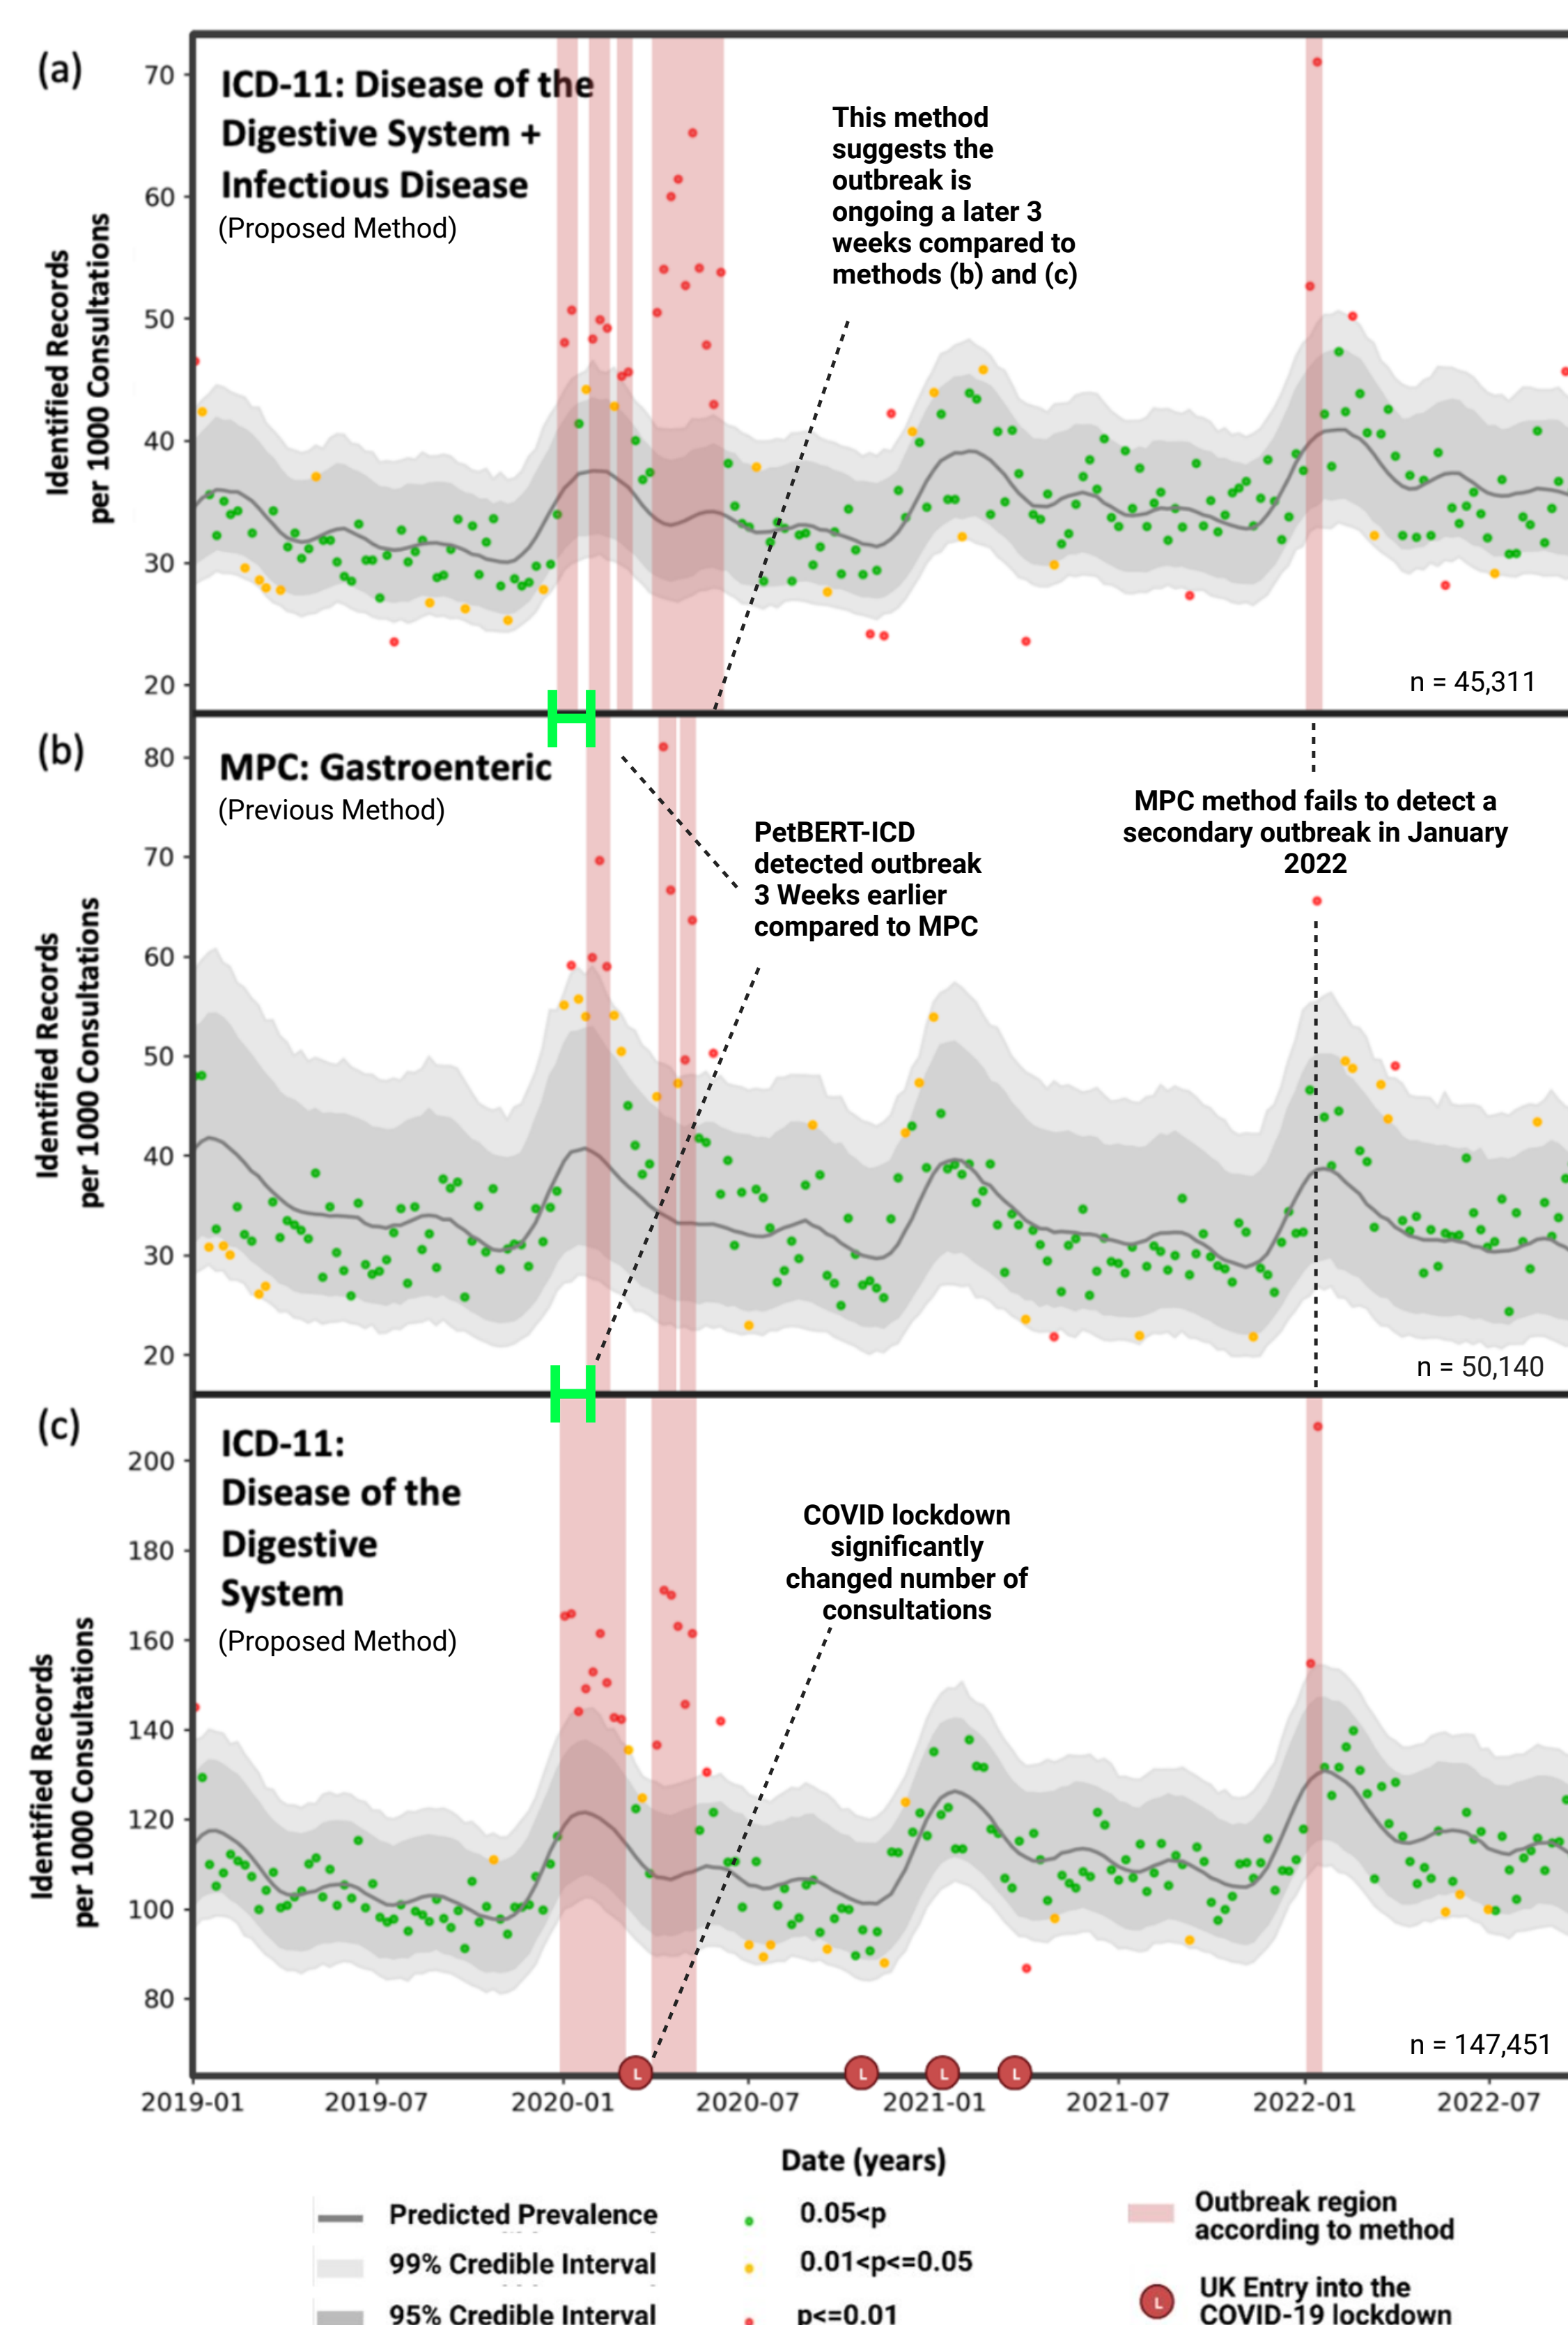 (a)
ICD-11: Disease of the
Digestive System +
Infectious Disease
(Proposed Method)
This method
suggests the
outbreak is
ongoing a later 3
weeks compared to
methods (b) and (c)
Identified Records
per 1000 Consultations
70
60
50
40
30
20
n = 45,311
(b)
MPC: Gastroenteric
(Previous Method)
PetBERT-ICD
detected outbreak
3 Weeks earlier
compared to MPC
MPC method fails to detect a
secondary outbreak in January
2022
Identified Records
per 1000 Consultations
80
70
60
50
40
30
20
n = 50,140
(c)
ICD-11:
Disease of the
Digestive
System
(Proposed Method)
COVID lockdown
significantly
changed number of
consultations
Identified Records
per 1000 Consultations
200
180
160
140
120
100
80
n = 147,451
L L L L
2019-01 2019-07 2020-01 2020-07 2021-01 2021-07 2022-01 2022-07
Date (years)
Predicted Prevalence
99% Credible Interval
95% Credible Interval
0.05<p
0.01<p<=0.05
p<=0.01
Outbreak region
according to method
L
UK Entry into the
COVID-19 lockdown